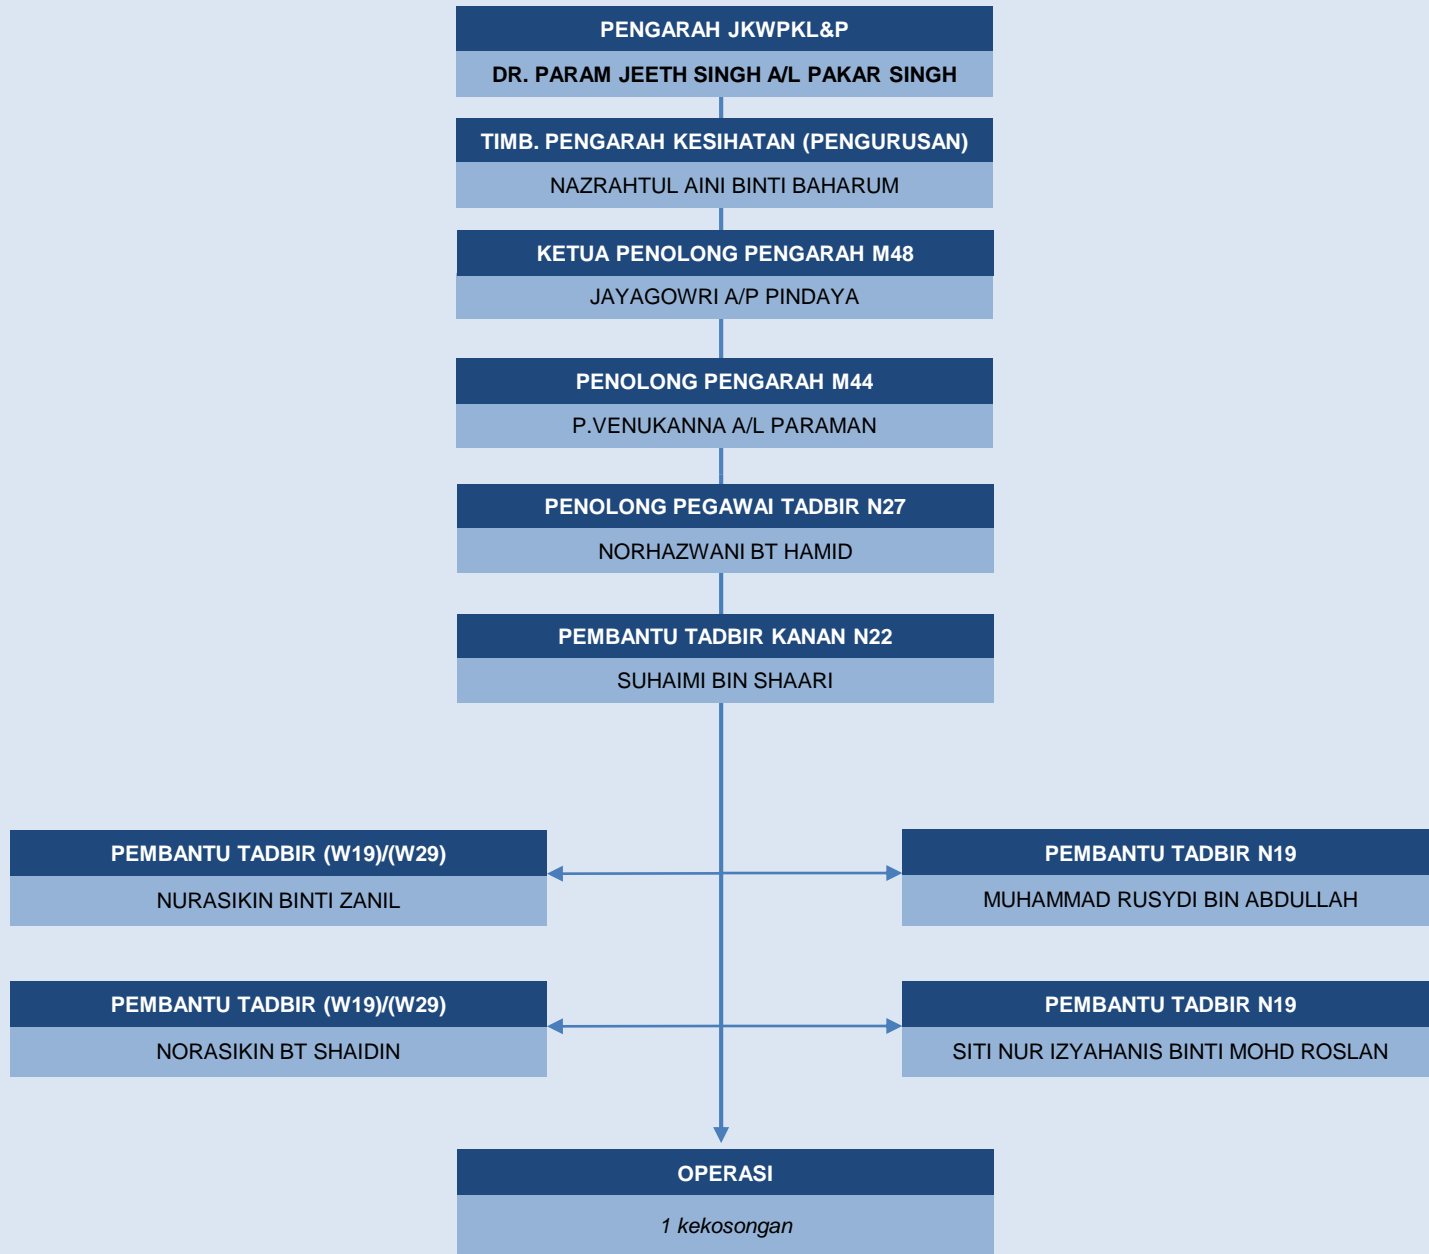 PENGARAH JKWPKL&P
DR. PARAM JEETH SINGH A/L PAKAR SINGH
TIMB. PENGARAH KESIHATAN (PENGURUSAN)
NAZRAHTUL AINI BINTI BAHARUM
KETUA PENOLONG PENGARAH M48
JAYAGOWRI A/P PINDAYA
PENOLONG PENGARAH M44
P.VENUKANNA A/L PARAMAN
PENOLONG PEGAWAI TADBIR N27
NORHAZWANI BT HAMID
PEMBANTU TADBIR KANAN N22
SUHAIMI BIN SHAARI
PEMBANTU TADBIR (W19)/(W29)
NURASIKIN BINTI ZANIL
PEMBANTU TADBIR N19
MUHAMMAD RUSYDI BIN ABDULLAH
PEMBANTU TADBIR (W19)/(W29)
NORASIKIN BT SHAIDIN
PEMBANTU TADBIR N19
SITI NUR IZYAHANIS BINTI MOHD ROSLAN
OPERASI
1 kekosongan